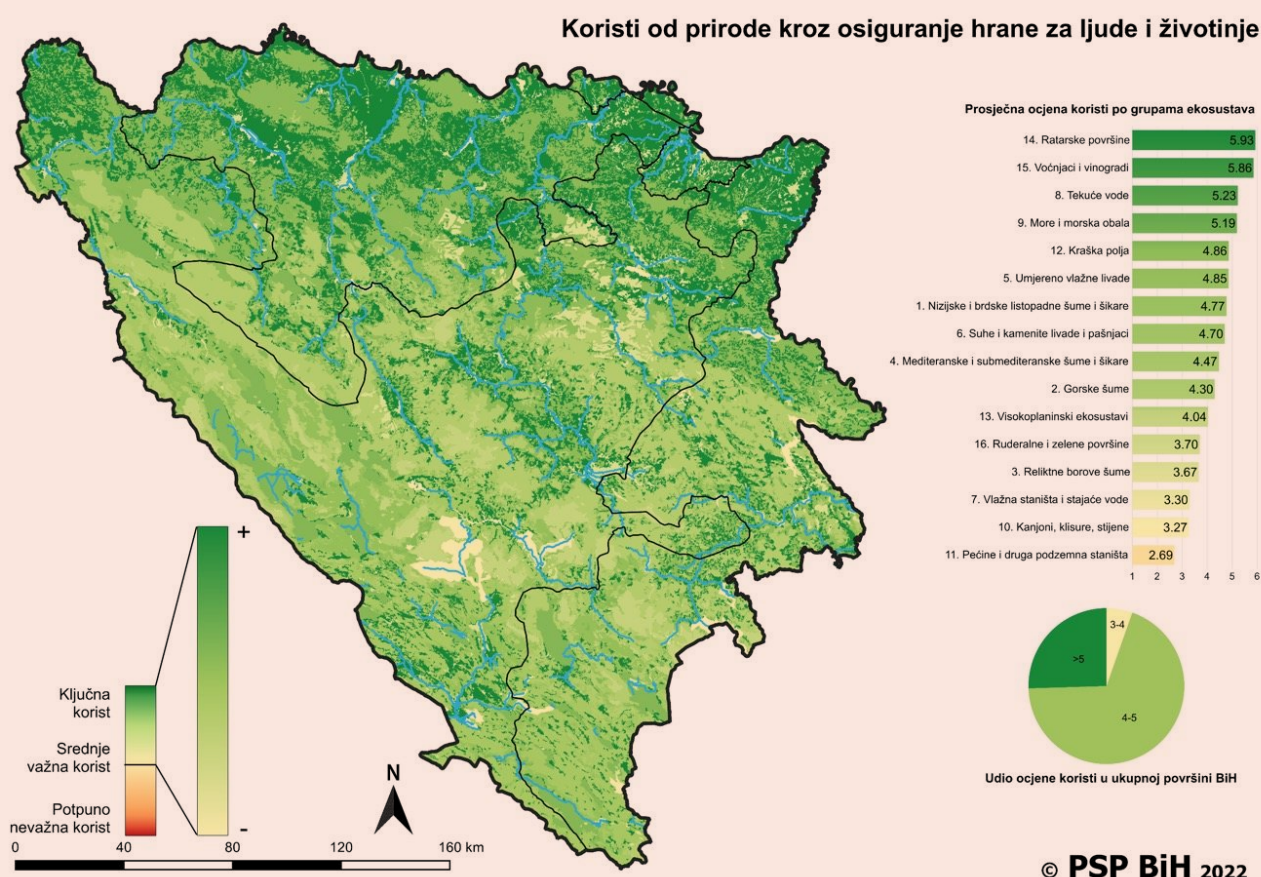 Koristi od prirode kroz osiguranje hrane za ljude i životinje
Prosječna ocjena koristi po grupama ekosustava
14. Ratarske površine 5.93
15. Voćnjaci i vinogradi 5.86
8. Tekuće vode 5.23
9. More i morska obala 5.19
12. Kraška polja 4.86
5. Umjereno vlažne livade 4.85
1. Nizijske i brdske listopadne šume i šikare 4.77
6. Suhe i kamenite livade i pašnjaci 4.70
4. Mediteranske i submediteranske šume i šikare 4.47
2. Gorske šume 4.30
13. Visokoplaninski ekosustavi 4.04
16. Ruderalne i zelene površine 3.70
3. Reliktne borove šume 3.67
7. Vlažna staništa i stajaće vode 3.30
10. Kanjoni, klisure, stijene 3.27
11. Pećine i druga podzemna staništa 2.69
1 2 3 4 5 6
3-4
>5
4-5
Udio ocjene koristi u ukupnoj površini BiH
+
Ključna
korist
Srednje
važna korist
Potpuno
nevažna korist
-
N
0 40 80 120 160 km
© PSP BiH 2022